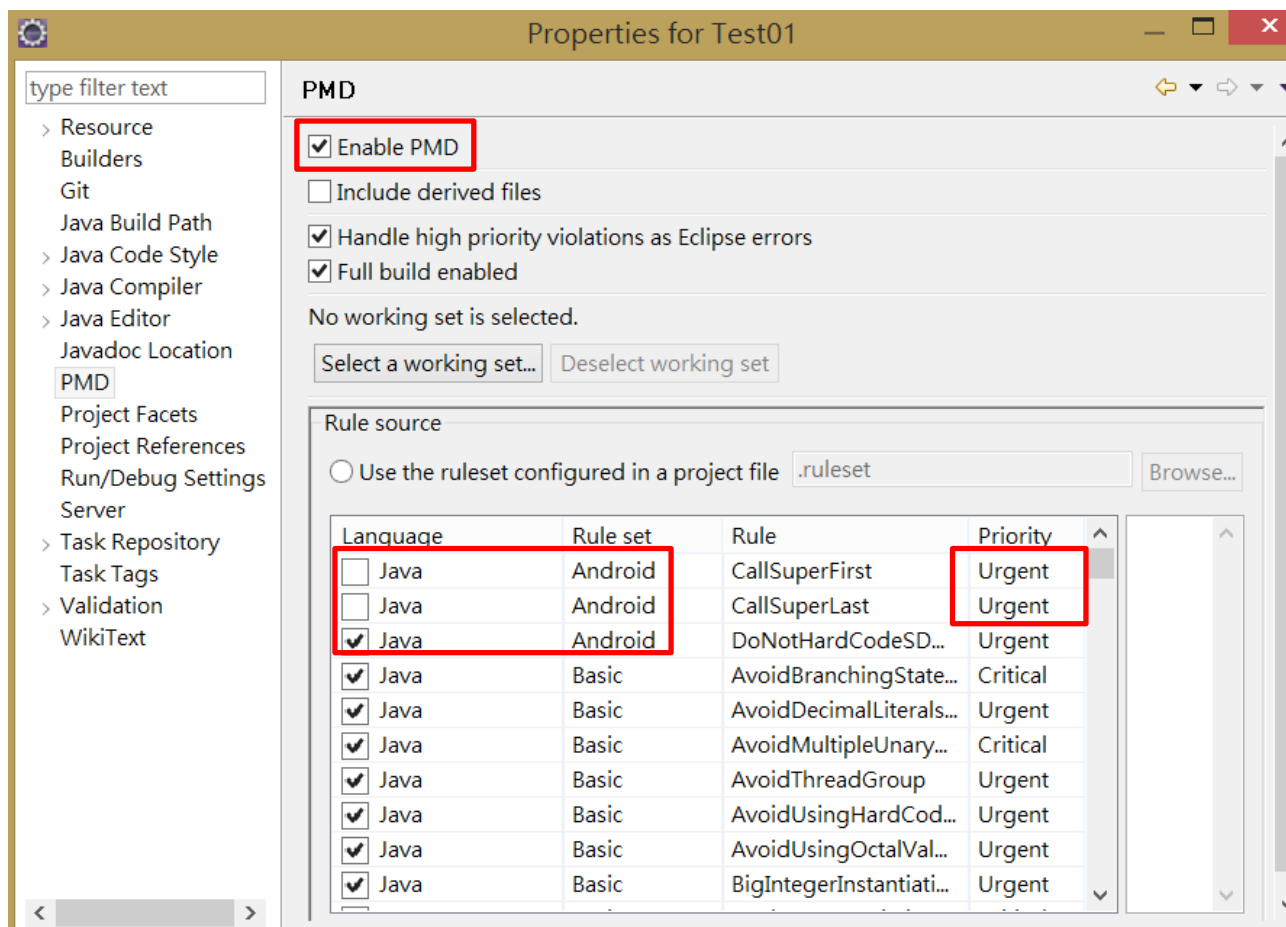 Properties for Test01
type filter text
Resource
Builders
Git
Java Build Path
Java Code Style
Java Compiler
Java Editor
Javadoc Location
PMD
Project Facets
Project References
Run/Debug Settings
Server
Task Repository
Task Tags
Validation
WikiText
PMD
Enable PMD
Include derived files
Handle high priority violations as Eclipse errors
Full build enabled
No working set is selected.
Select a working set... Deselect working set
Rule source
Use the ruleset configured in a project file .ruleset Browse...
Language Rule set Rule Priority
Java Android CallSuperFirst Urgent
Java Android CallSuperLast Urgent
Java Android DoNotHardCodeSD... Urgent
Java Basic AvoidBranchingState... Critical
Java Basic AvoidDecimalLiterals... Urgent
Java Basic AvoidMultipleUnary... Critical
Java Basic AvoidThreadGroup Urgent
Java Basic AvoidUsingHardCod... Urgent
Java Basic AvoidUsingOctalVal... Urgent
Java Basic BigIntegerInstantiati... Urgent